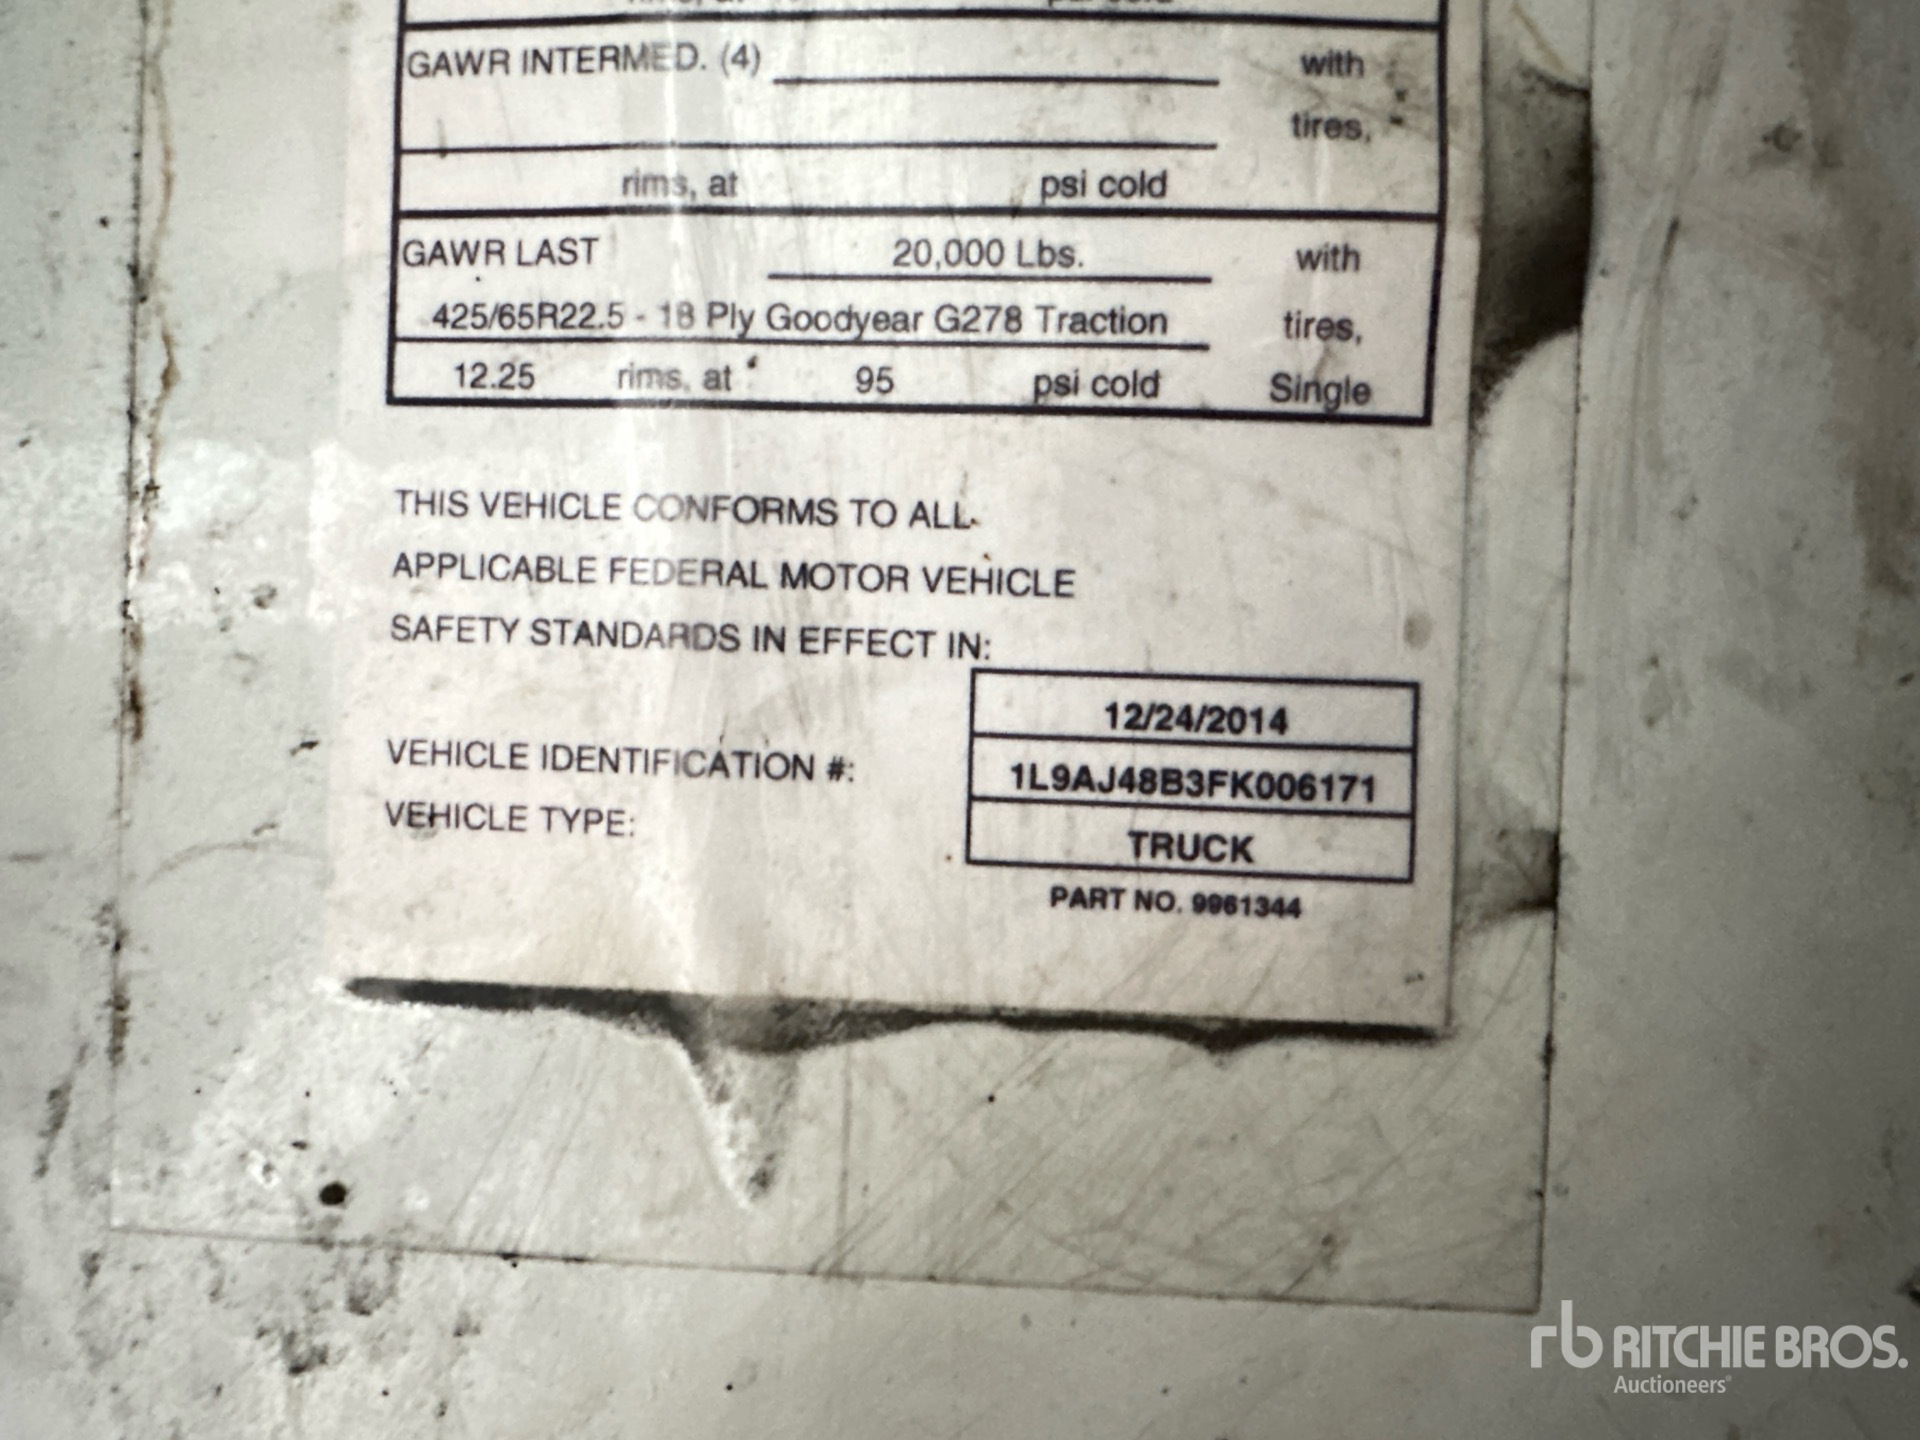 psi cold
GAWR INTERMED. (4) with
tires,
rims, at psi cold
GAWR LAST 20,000 Lbs. with
425/65R22.5 - 18 Ply Goodyear G278 Traction tires,
12.25 rims, at 95 psi cold Single
THIS VEHICLE CONFORMS TO ALL
APPLICABLE FEDERAL MOTOR VEHICLE
SAFETY STANDARDS IN EFFECT IN:
12/24/2014
VEHICLE IDENTIFICATION #: 1L9AJ48B3FK006171
VEHICLE TYPE: TRUCK
PART NO. 9961344
rb RITCHIE BROS.
Auctioneers